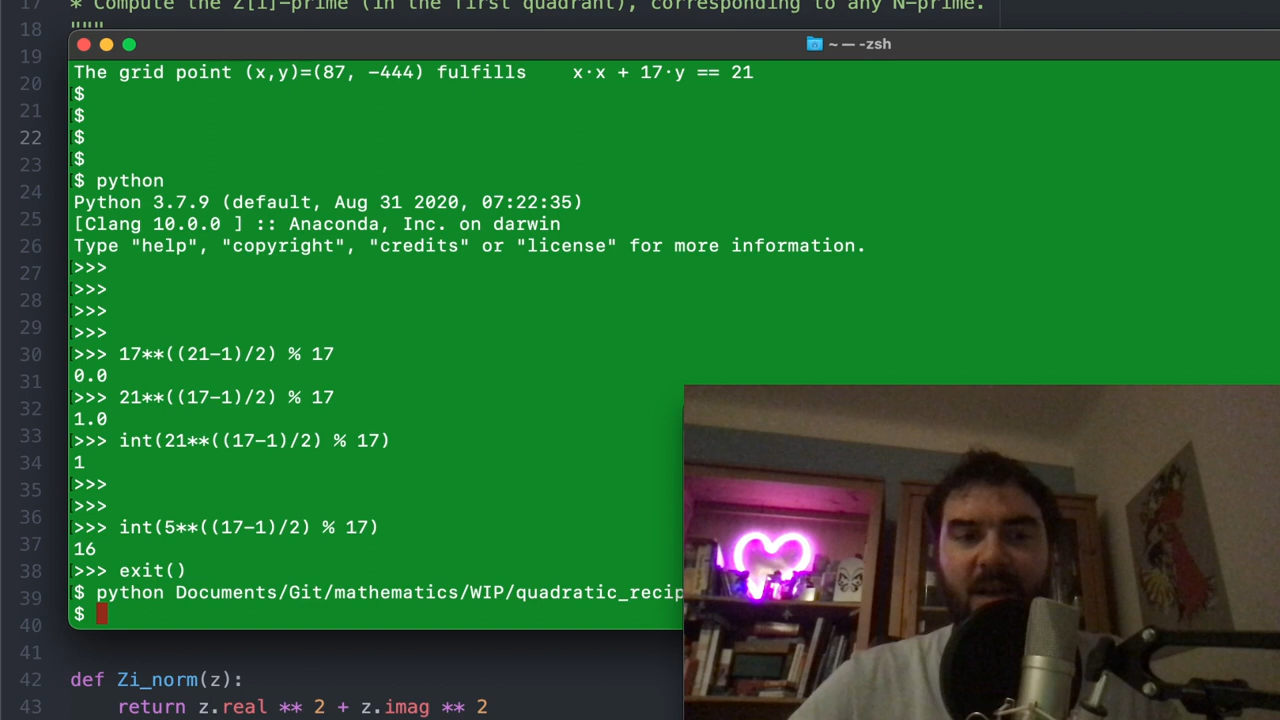 17
* Compute the Z[i]-prime (in the first quadrant), corresponding to any N-prime.
18 """
19
~ — -zsh
20
The grid point (x,y)=(87, -444) fulfills    x·x + 17·y == 21
$
21
$
22
$
23
$
24
$ python
Python 3.7.9 (default, Aug 31 2020, 07:22:35)
25
[Clang 10.0.0 ] :: Anaconda, Inc. on darwin
26
Type "help", "copyright", "credits" or "license" for more information.
27
>>>
28
>>>
>>>
29
>>>
30
>>> 17**((21-1)/2) % 17
31
0.0
>>> 21**((17-1)/2) % 17
32
1.0
33
>>> int(21**((17-1)/2) % 17)
34
1
35
>>>
>>>
36
>>> int(5**((17-1)/2) % 17)
37
16
38
>>> exit()
39
$ python Documents/Git/mathematics/WIP/quadratic_recip
40
$
41
42 def Zi_norm(z):
43 return z.real ** 2 + z.imag ** 2